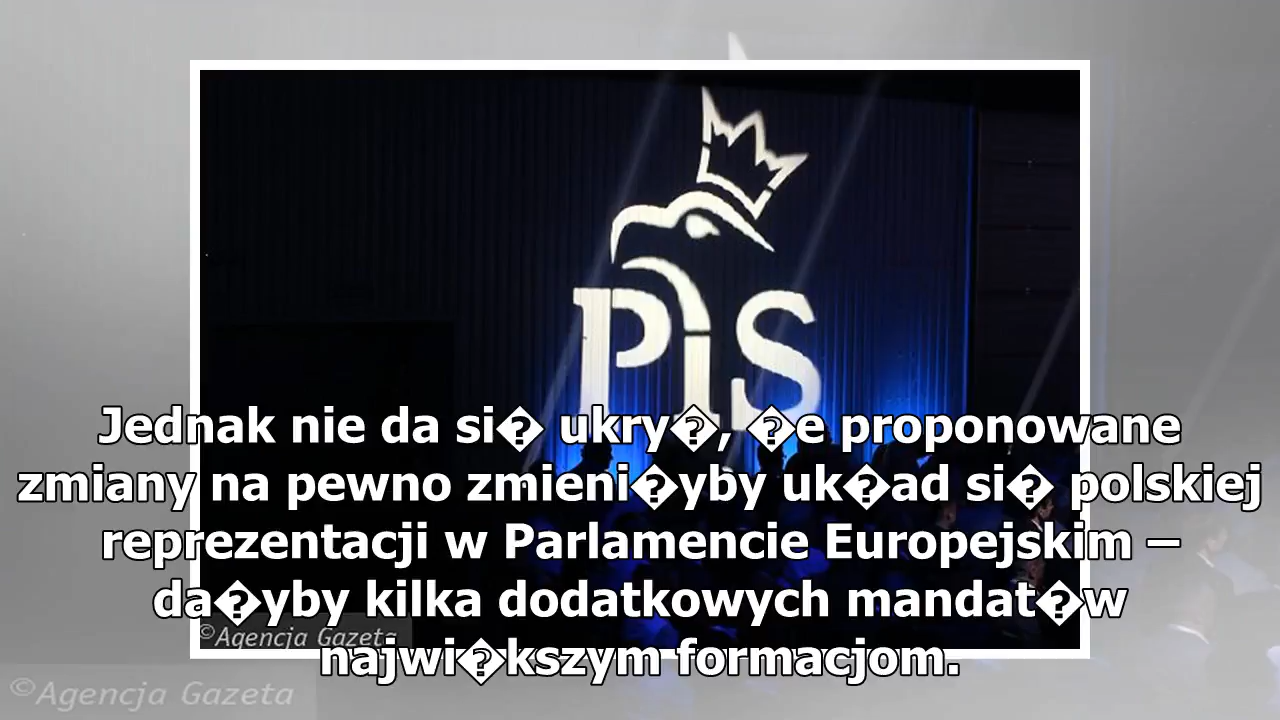 PiS
Jednak nie da si� ukry�, �e proponowane
zmiany na pewno zmieni�yby uk�ad si� polskiej
reprezentacji w Parlamencie Europejskim –
da�yby kilka dodatkowych mandat�w
©Agencja Gazeta
najwi�kszym formacjom.
©Agencja Gazeta